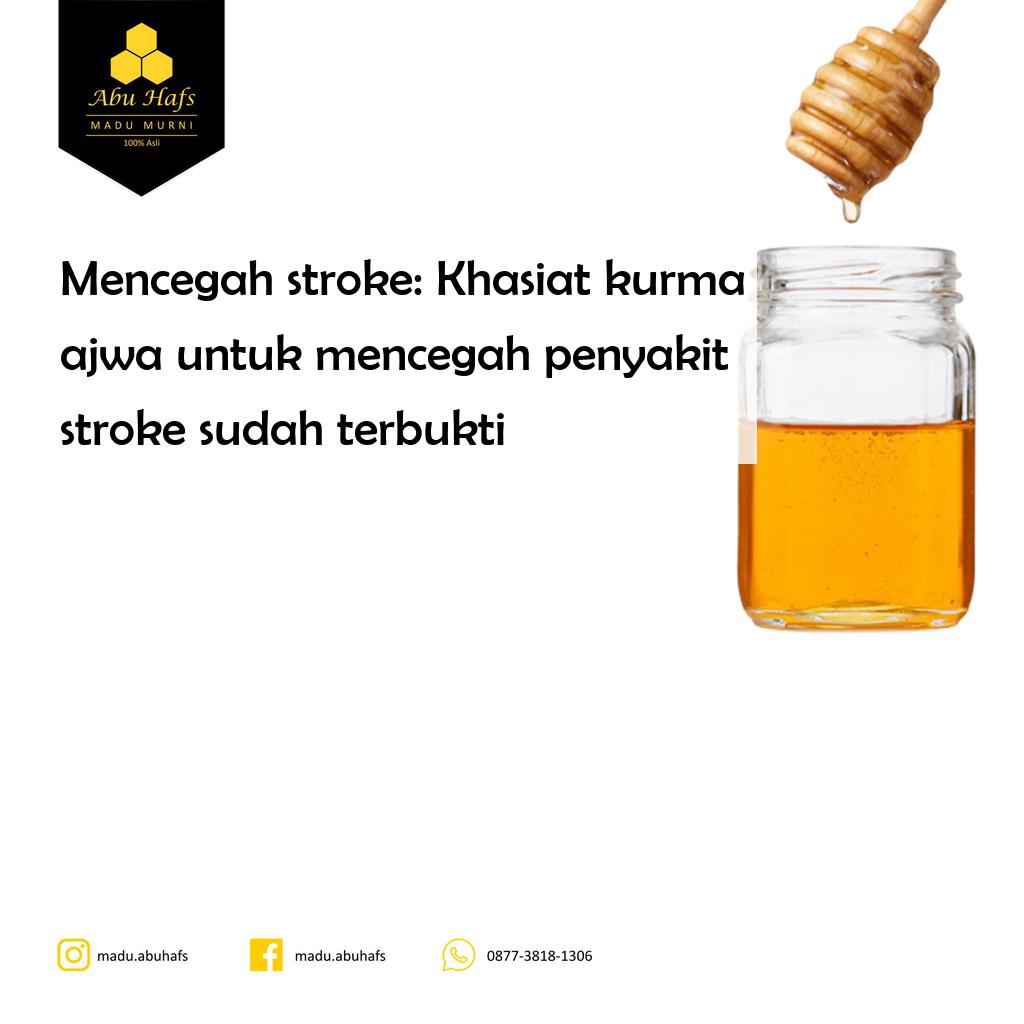 Abu Hafs
MADU MURNI
100% Asli
Mencegah stroke: Khasiat kurma
ajwa untuk mencegah penyakit
stroke sudah terbukti
madu.abuhafs
madu.abuhafs
0877-3818-1306